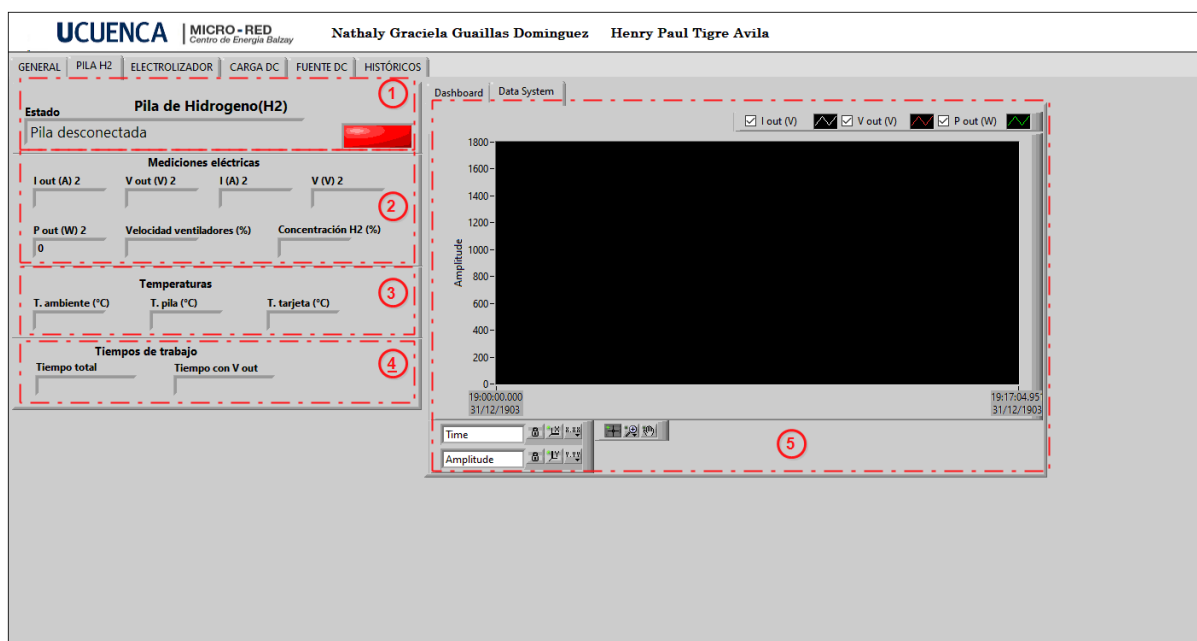 UCUENCA MICRO-RED Nathaly Graciela Guaillas Dominguez Henry Paul Tigre Avila
Centro de Energía Balzay
GENERAL PILA H2 ELECTROLIZADOR CARGA DC FUENTE DC HISTÓRICOS
1
Pila de Hidrogeno(H2)
Estado
Pila desconectada
Mediciones eléctricas
I out (A) 2 V out (V) 2 I (A) 2 V (V) 2
2
P out (W) 2 Velocidad ventiladores (%) Concentración H2 (%)
0
Temperaturas
3
T. ambiente (°C) T. pila (°C) T. tarjeta (°C)
Tiempos de trabajo
4
Tiempo total Tiempo con V out
Dashboard Data System
I out (V) V out (V) P out (W)
1800
1600
1400
1200
1000
800
600
400
200
0
Amplitude
19:00:00.000 19:17:04.95
31/12/1903 31/12/1903
Time X X.XX
Amplitude Y Y.YY
5